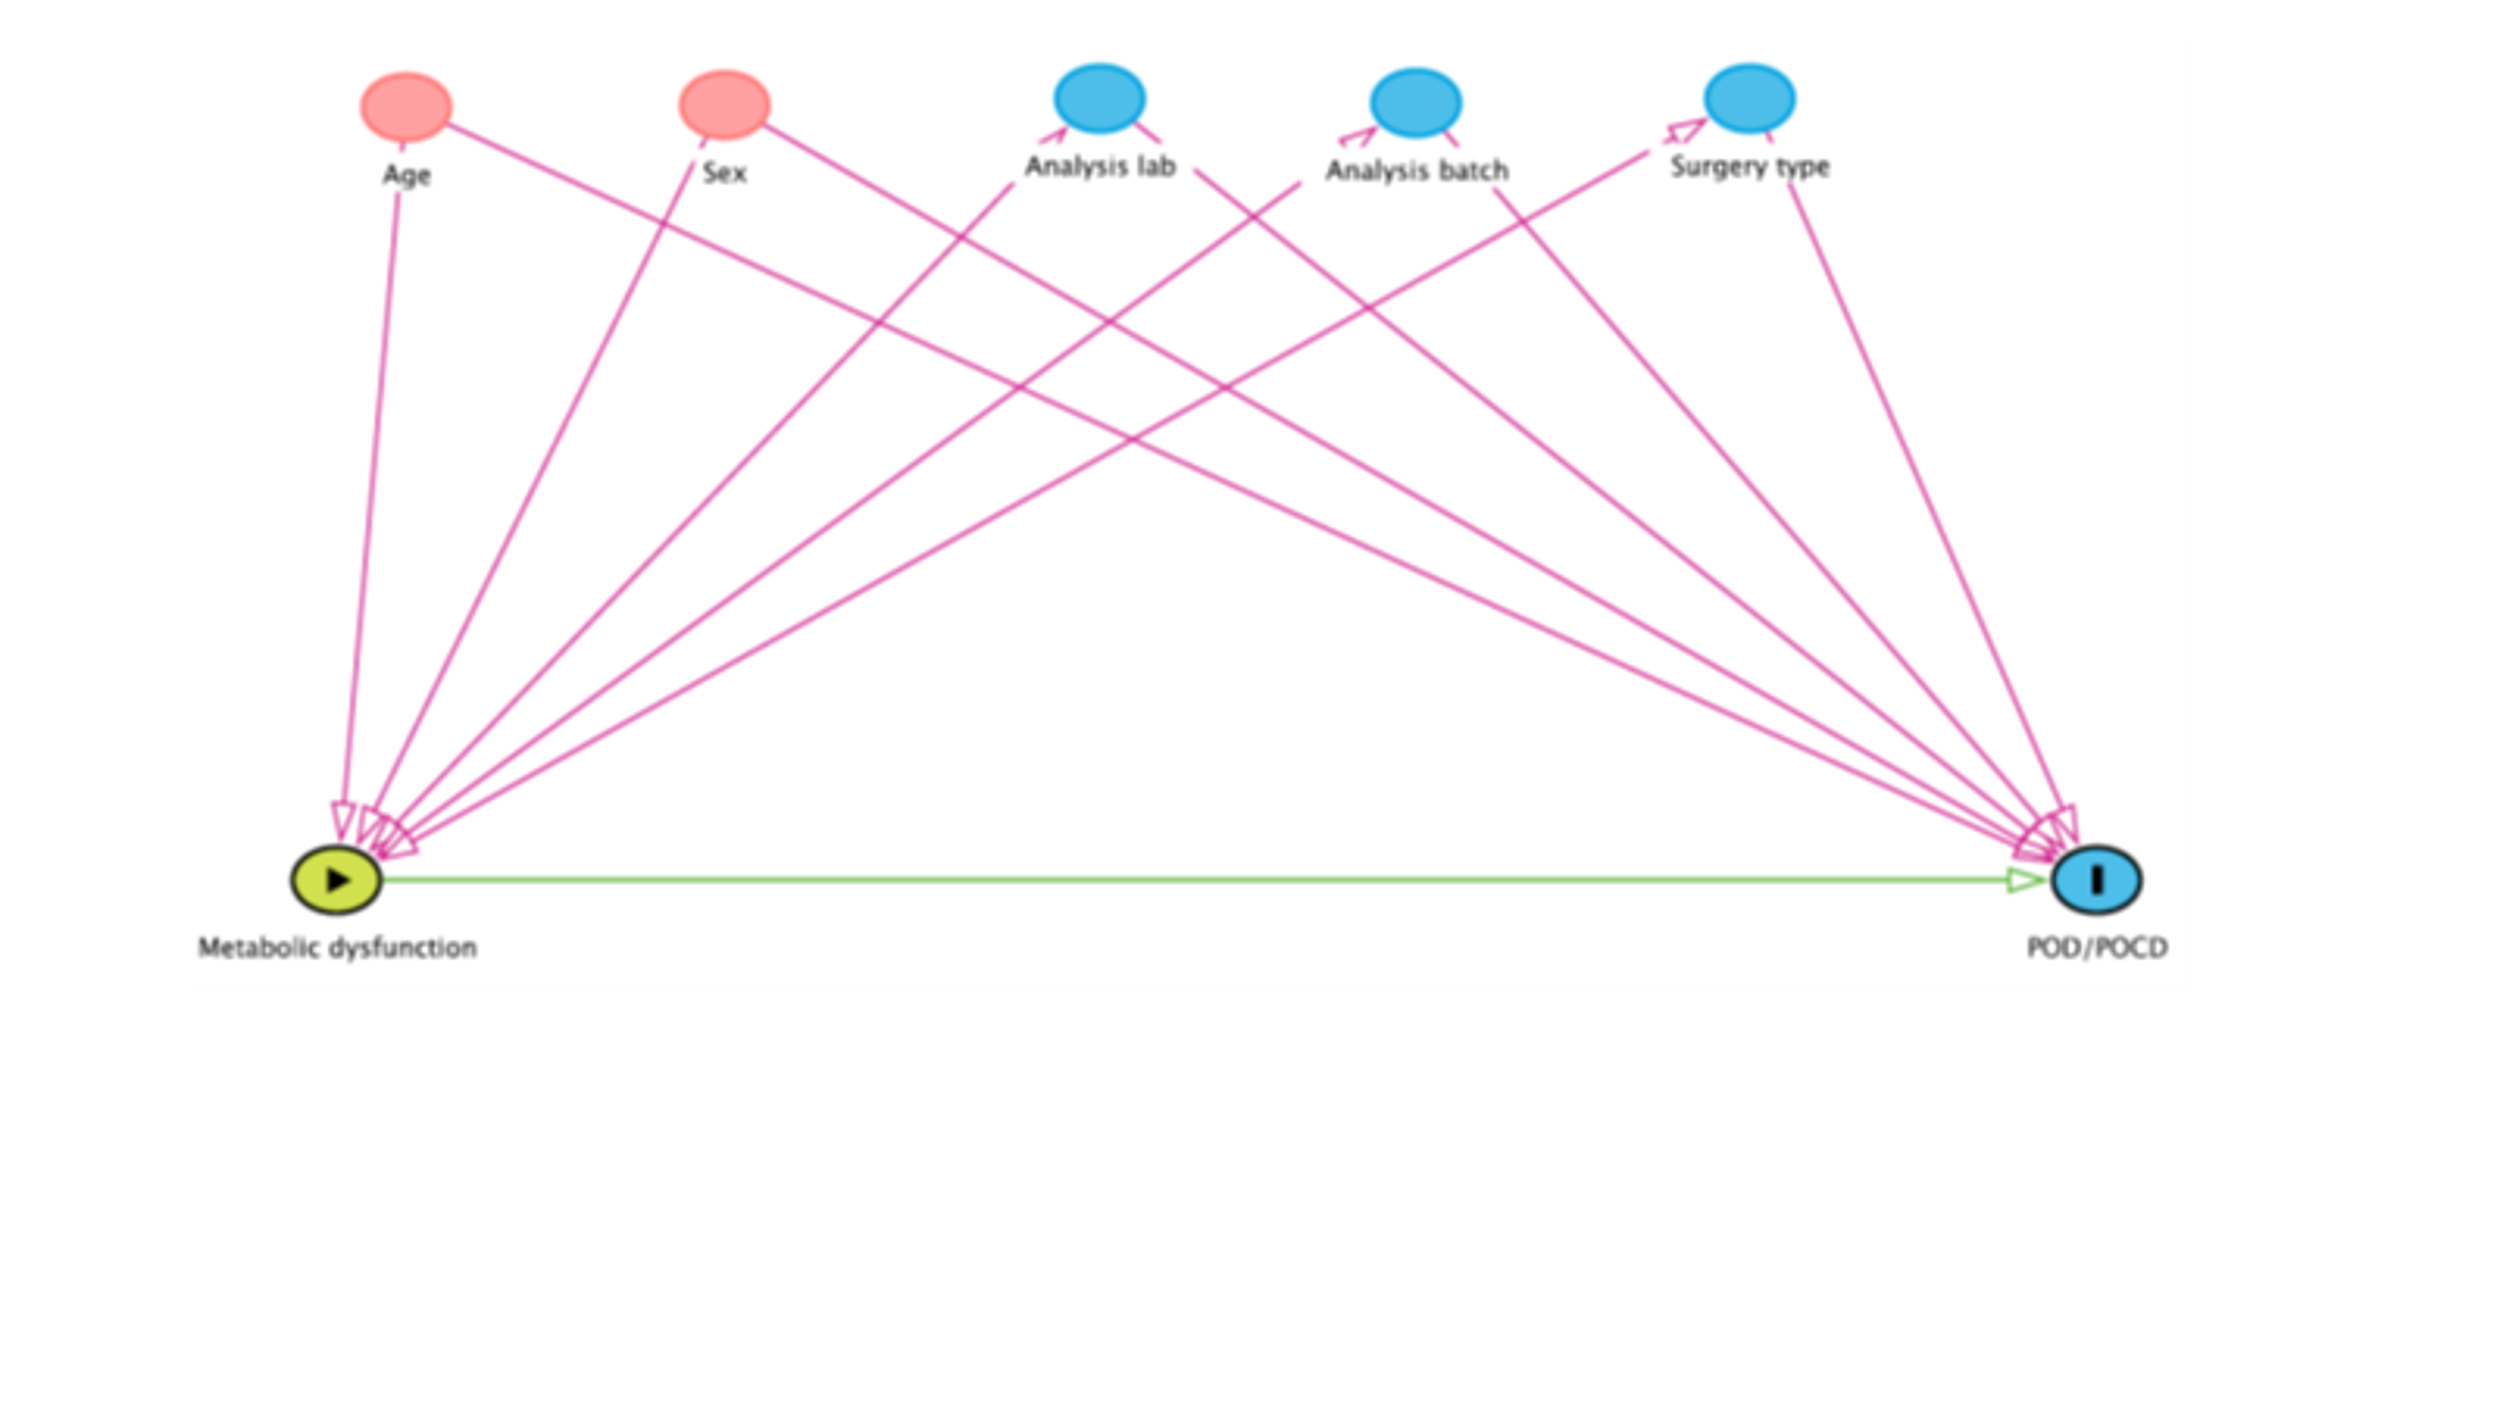 Age
Sex
Analysis lab
Analysis batch
Surgery type
Metabolic dysfunction
POD/POCD